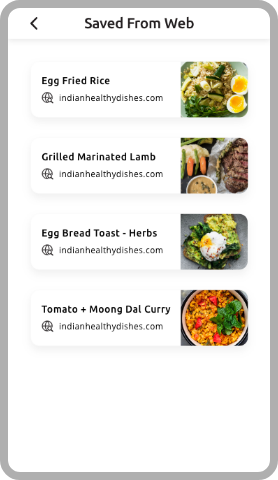 Saved From Web
Egg Fried Rice
indianhealthydishes.com
Grilled Marinated Lamb
indianhealthydishes.com
Egg Bread Toast - Herbs
indianhealthydishes.com
Tomato + Moong Dal Curry
indianhealthydishes.com